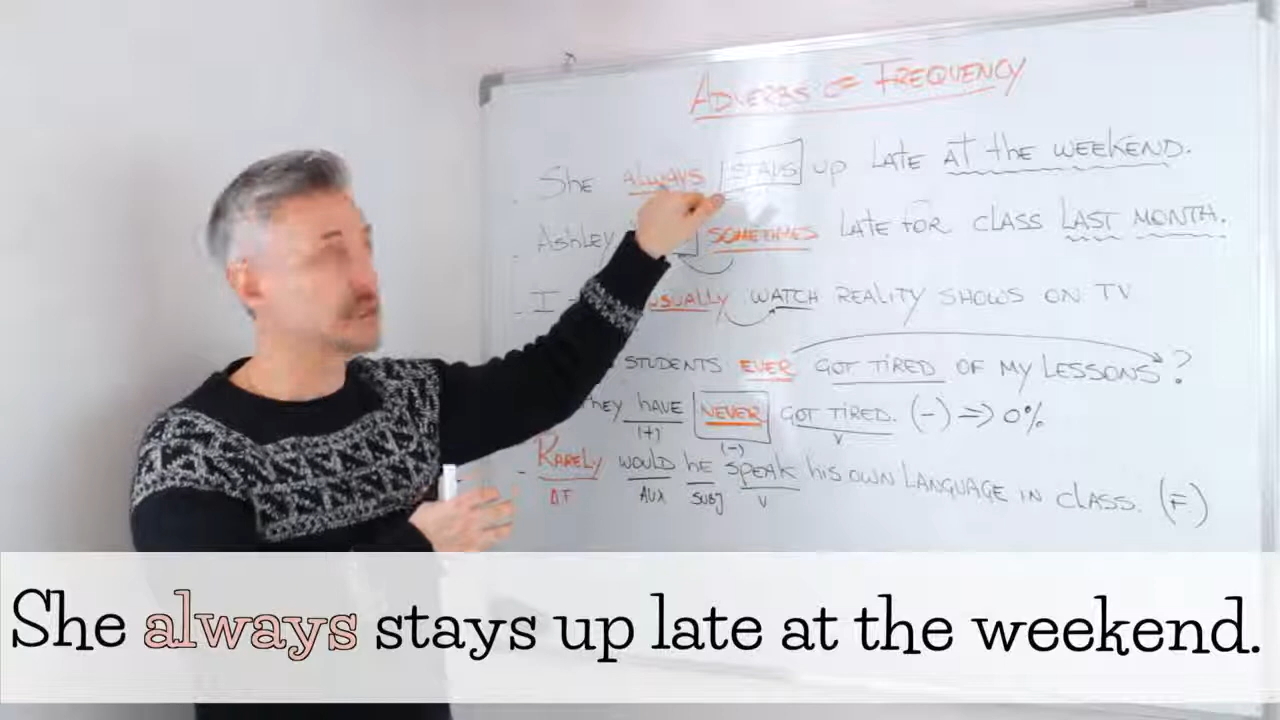 ADVERBS OF FREQUENCY
She always STAYS up LATE AT the WEEKEND.
Ashley SOMETIMES LATE FOR CLASS LAST MONTH.
I USUALLY WATCH REALITY SHOWS ON TV
STUDENTS EVER GOT TIRED OF MY LESSONS?
They HAVE NEVER GOT TIRED. (-) => 0%
(+) (-) V
RARELY WOULD HE SPEAK HIS OWN LANGUAGE IN CLASS. (F.)
AUX SUBJ V
She always stays up late at the weekend.